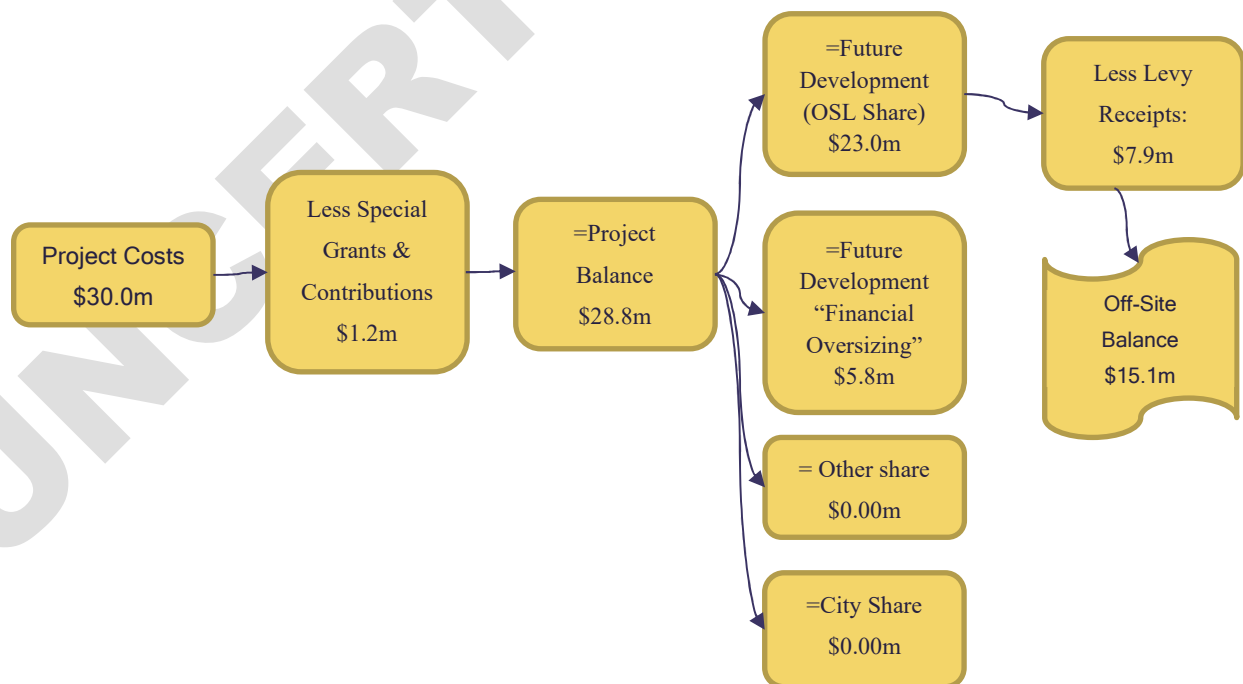 Project Costs
$30.0m
Less Special
Grants &
Contributions
$1.2m
=Project
Balance
$28.8m
=Future
Development
(OSL Share)
$23.0m
=Future
Development
“Financial
Oversizing”
$5.8m
= Other share
$0.00m
=City Share
$0.00m
Less Levy
Receipts:
$7.9m
Off-Site
Balance
$15.1m
UNCERT